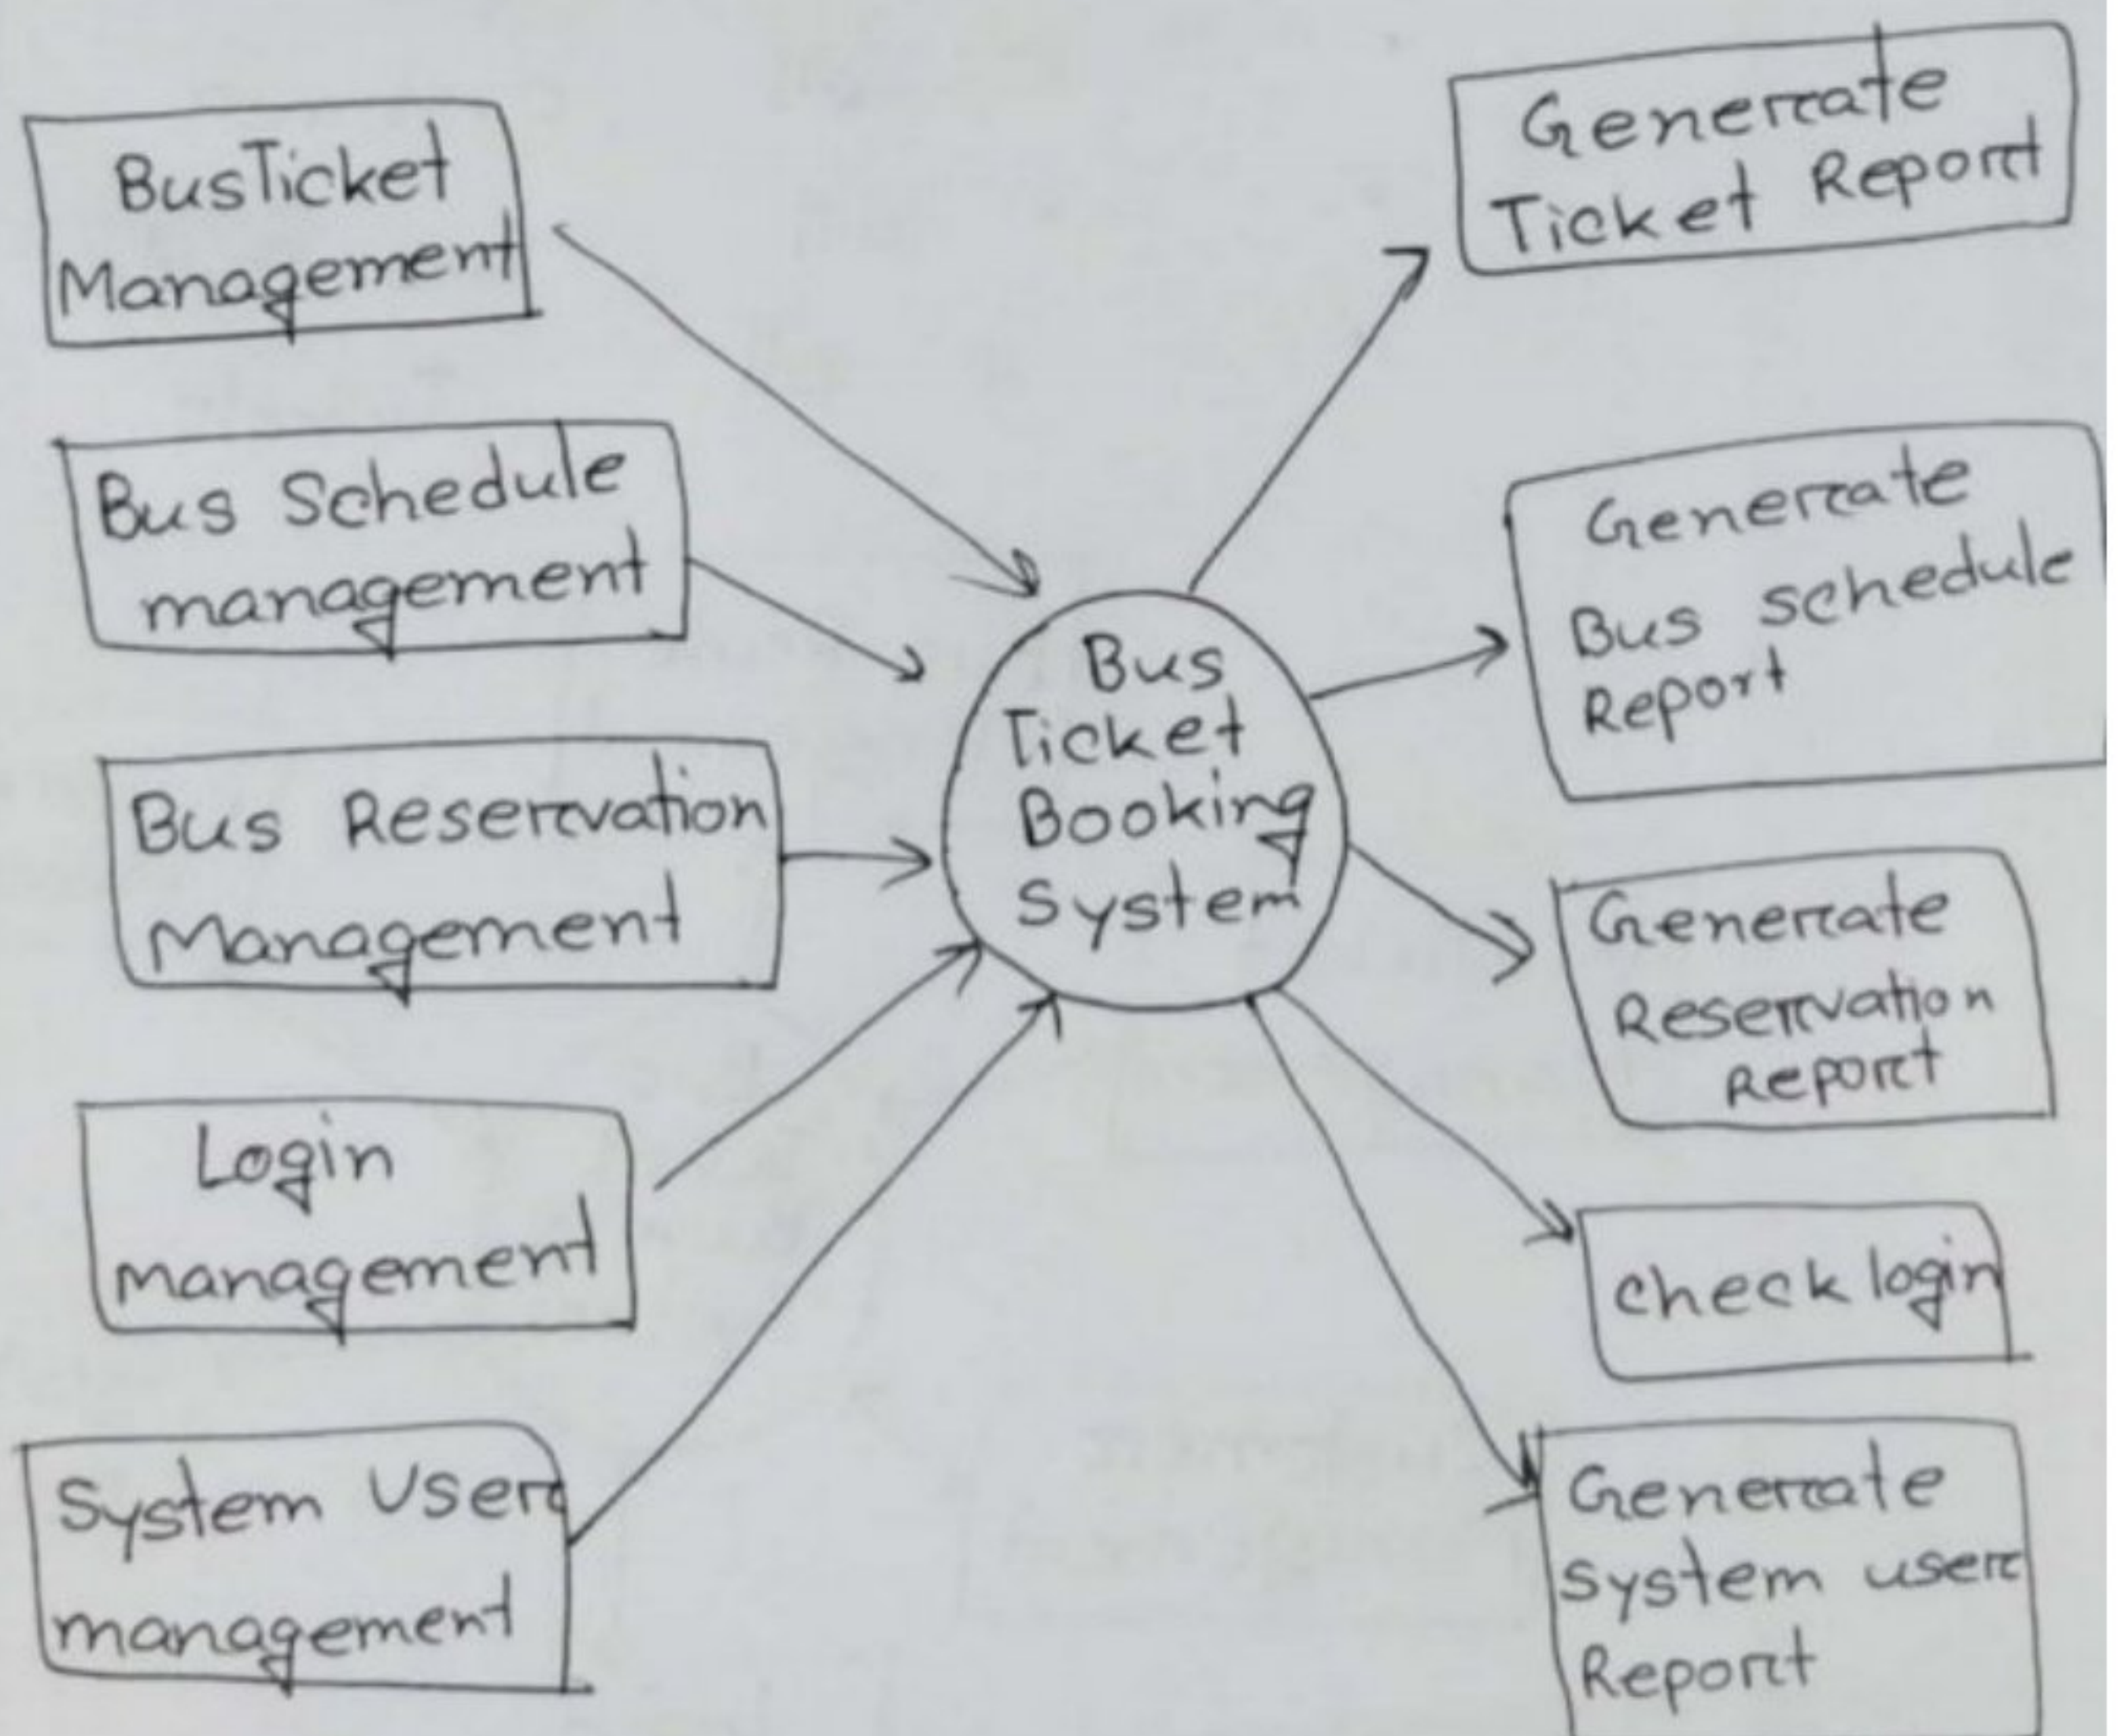 BusTicket
Management
Bus Schedule
management
Bus Reservation
Management
Login
management
System User
management
Bus
Ticket
Booking
System
Generate
Ticket Report
Generate
Bus schedule
Report
Generate
Reservation
Report
check login
Generate
system user
Report